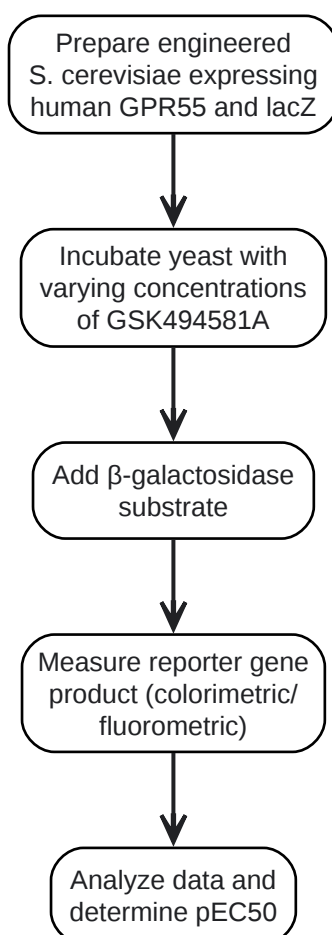 Prepare engineered
S. cerevisiae expressing
human GPR55 and lacZ
Incubate yeast with
varying concentrations
of GSK494581A
Add β-galactosidase
substrate
Measure reporter gene
product (colorimetric/
fluorometric)
Analyze data and
determine pEC50